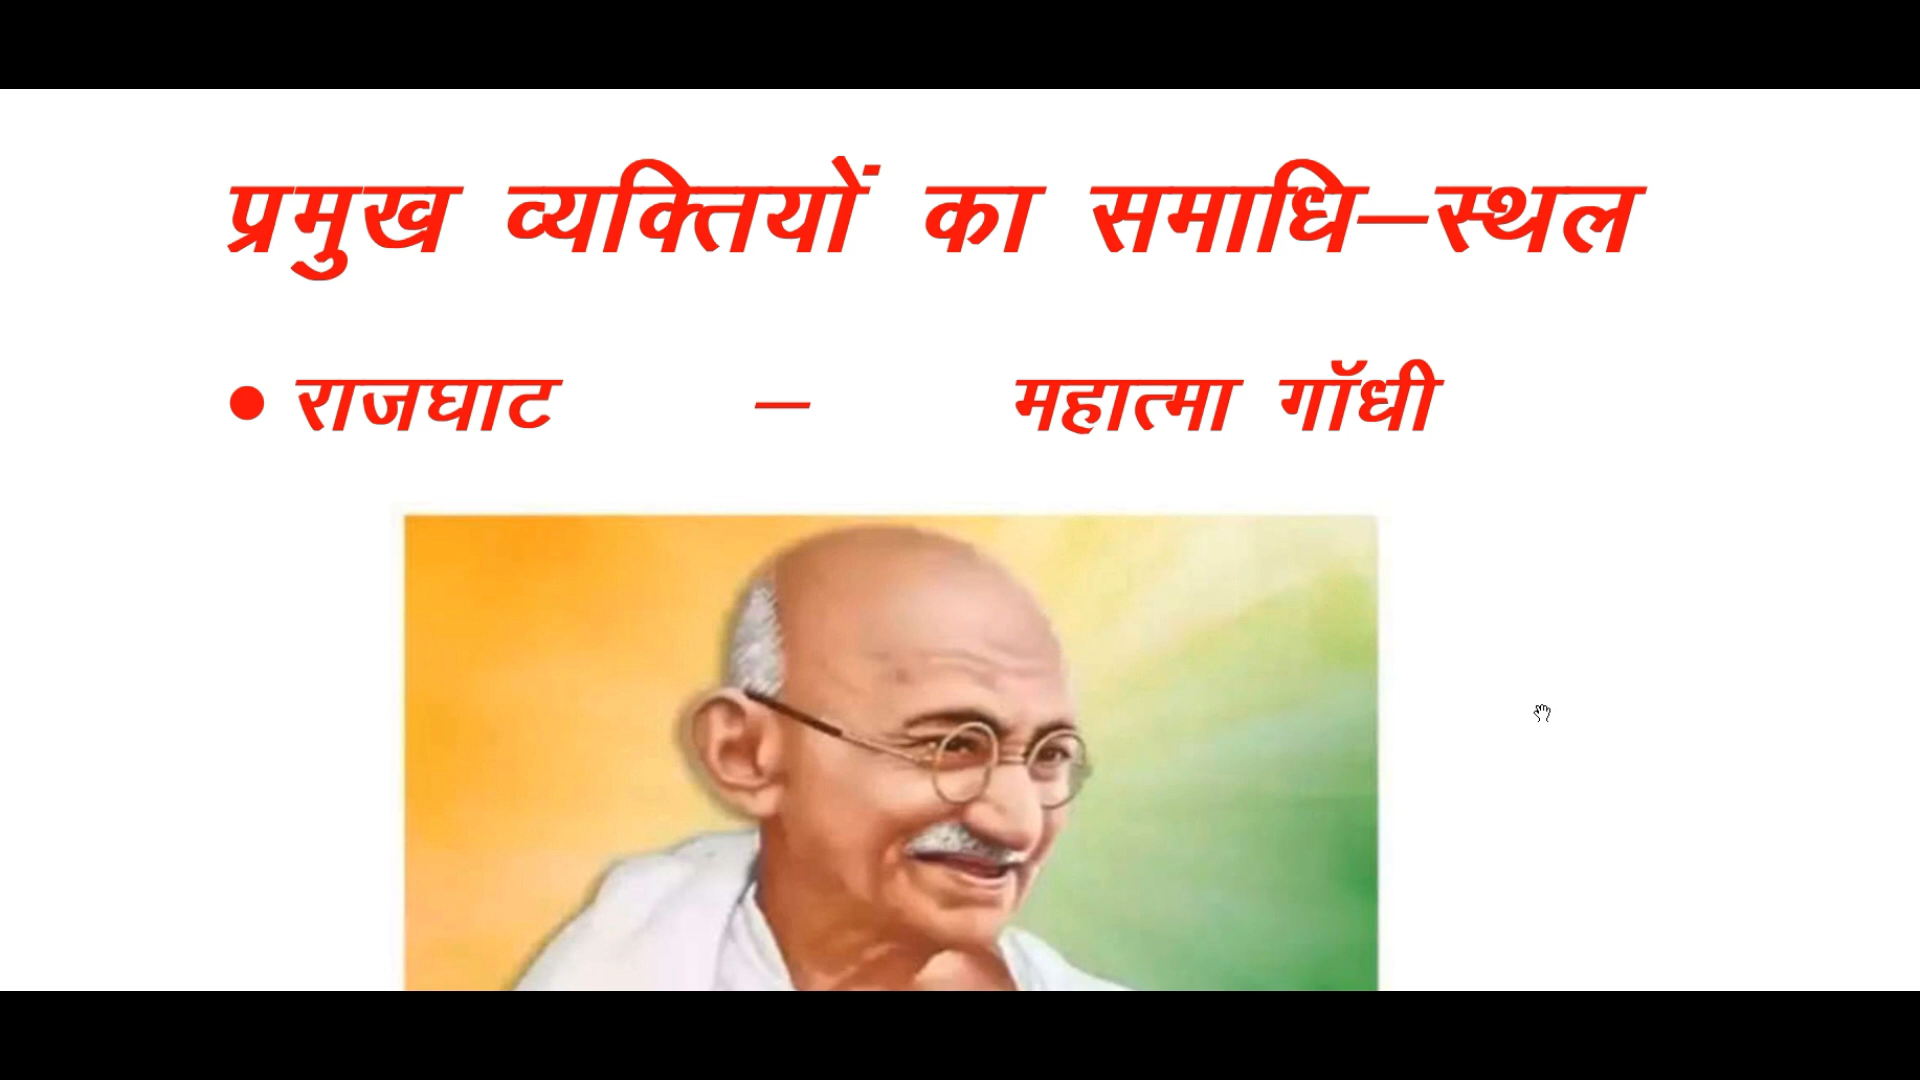 प्रमुख व्यक्तियों का समाधि–स्थल
● राजघाट – महात्मा गॉधी